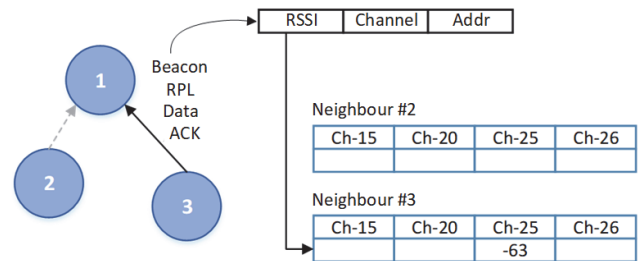 RSSI Channel Addr
1
Beacon
RPL
Data
ACK
2
3
Neighbour #2
Ch-15 Ch-20 Ch-25 Ch-26
Neighbour #3
Ch-15 Ch-20 Ch-25 Ch-26
-63